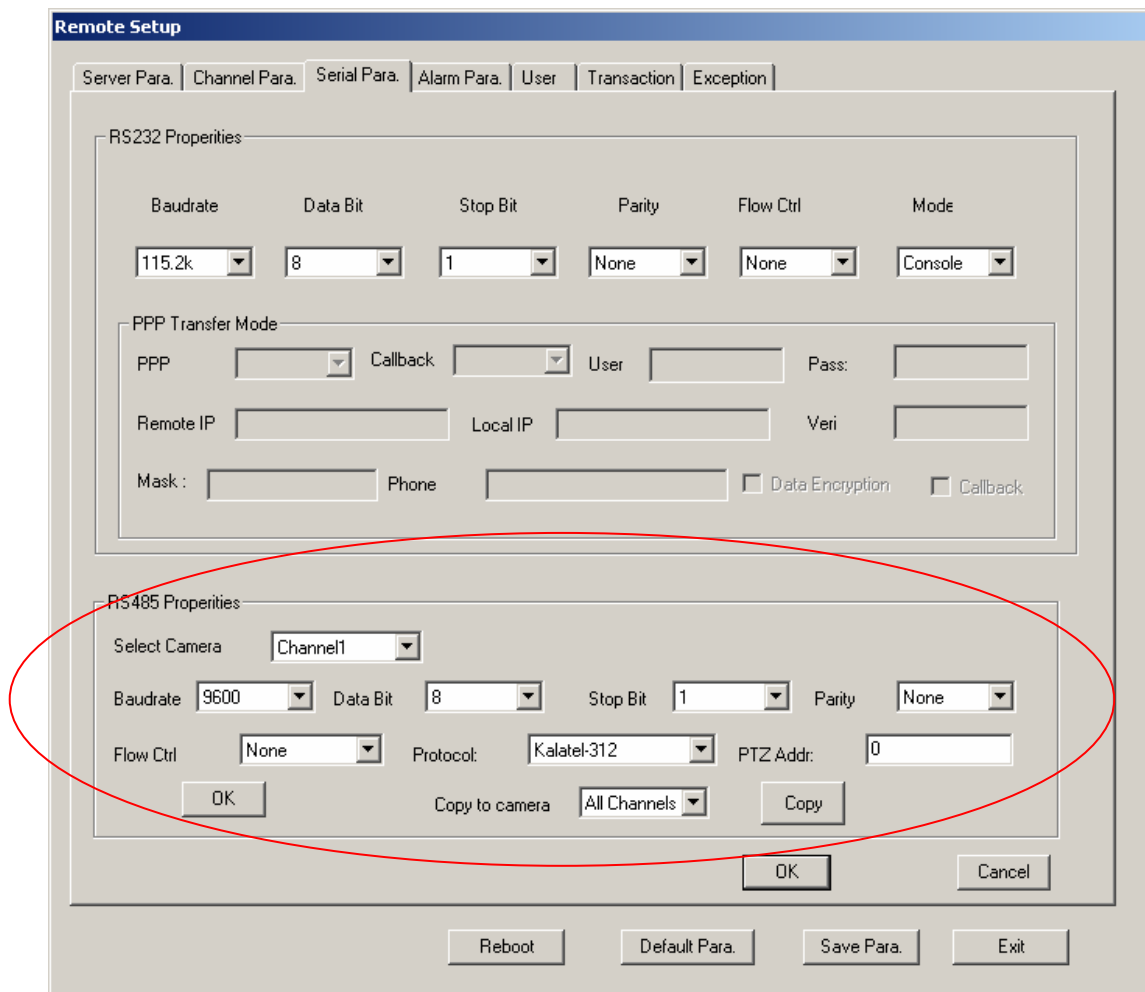 Remote Setup
Server Para. Channel Para. Serial Para. Alarm Para. User Transaction Exception
RS232 Properities
Baudrate Data Bit Stop Bit Parity Flow Ctrl Mode
115.2k 8 1 None None Console
PPP Transfer Mode
PPP Callback User Pass:
Remote IP Local IP Veri
Mask : Phone Data Encryption Callback
RS485 Properities
Select Camera Channel1
Baudrate 9600 Data Bit 8 Stop Bit 1 Parity None
Flow Ctrl None Protocol: Kalatel-312 PTZ Addr: 0
OK Copy to camera All Channels Copy
OK Cancel
Reboot Default Para. Save Para. Exit